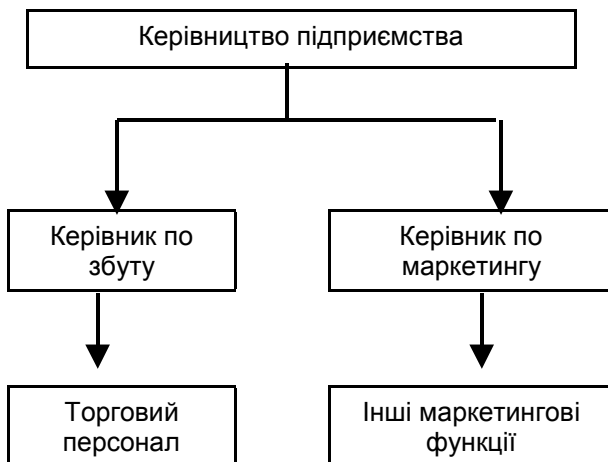 Керівництво підприємства
Керівник по
збуту
Керівник по
маркетингу
Торговий
персонал
Інші маркетингові
функції